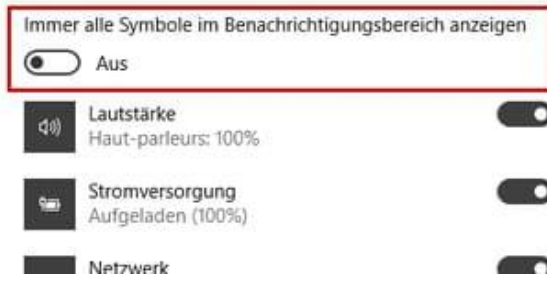 Immer alle Symbole im Benachrichtigungsbereich anzeigen
Aus
Lautstärke
Haut-parleurs: 100%
Stromversorgung
Aufgeladen (100%)
Netzwerk